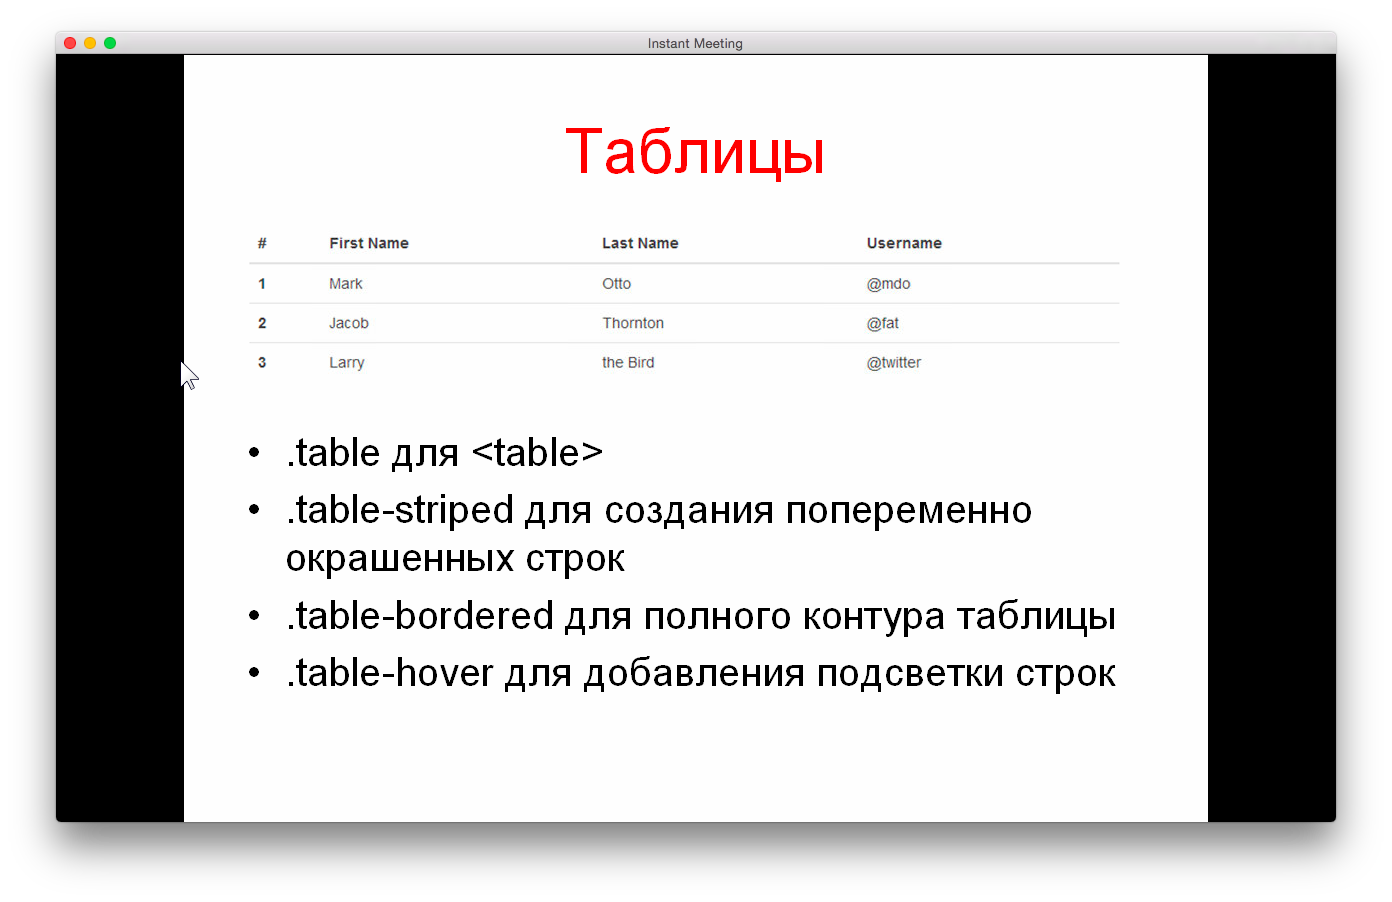 Instant Meeting
Таблицы
# First Name Last Name Username
1 Mark Otto @mdo
2 Jacob Thornton @fat
3 Larry the Bird @twitter
• .table для <table>
• .table-striped для создания попеременно
окрашенных строк
• .table-bordered для полного контура таблицы
• .table-hover для добавления подсветки строк